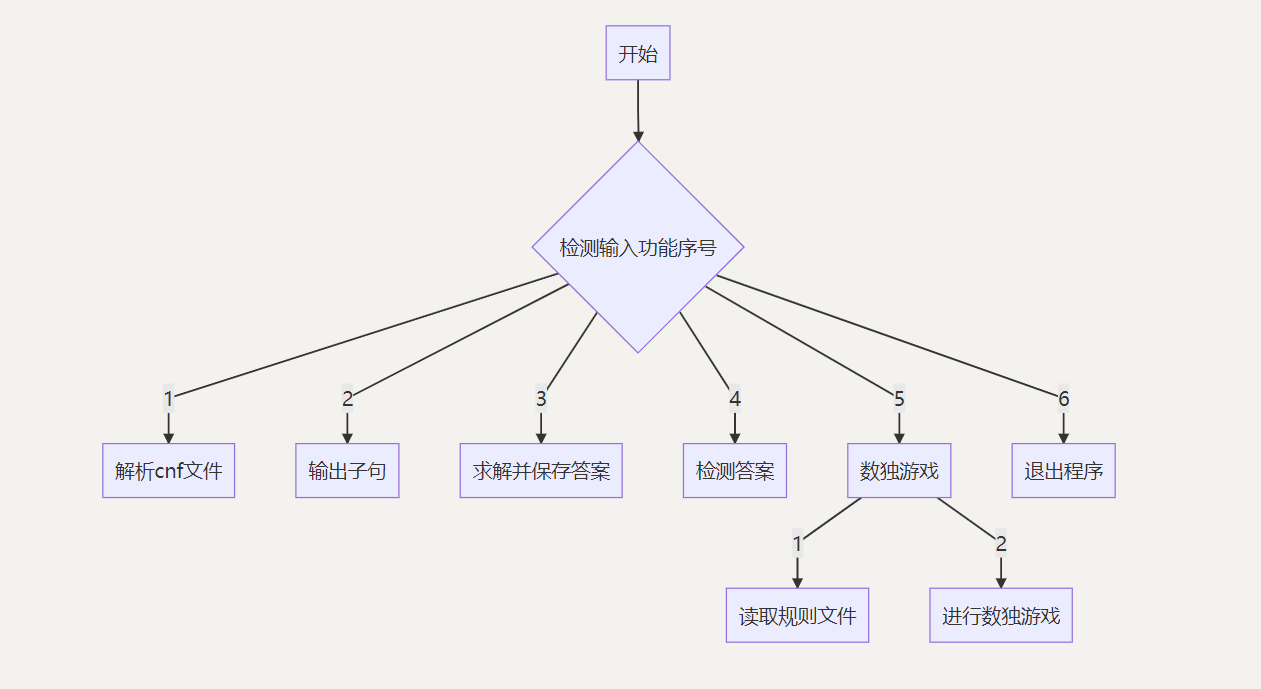 开始
检测输入功能序号
1
2
3
4
5
6
解析cnf文件
输出子句
求解并保存答案
检测答案
数独游戏
退出程序
1
2
读取规则文件
进行数独游戏